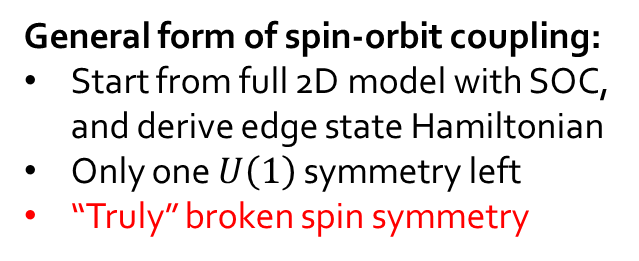 General form of spin-orbit coupling:
• Start from full 2D model with SOC,
and derive edge state Hamiltonian
• Only one U(1) symmetry left
• “Truly” broken spin symmetry